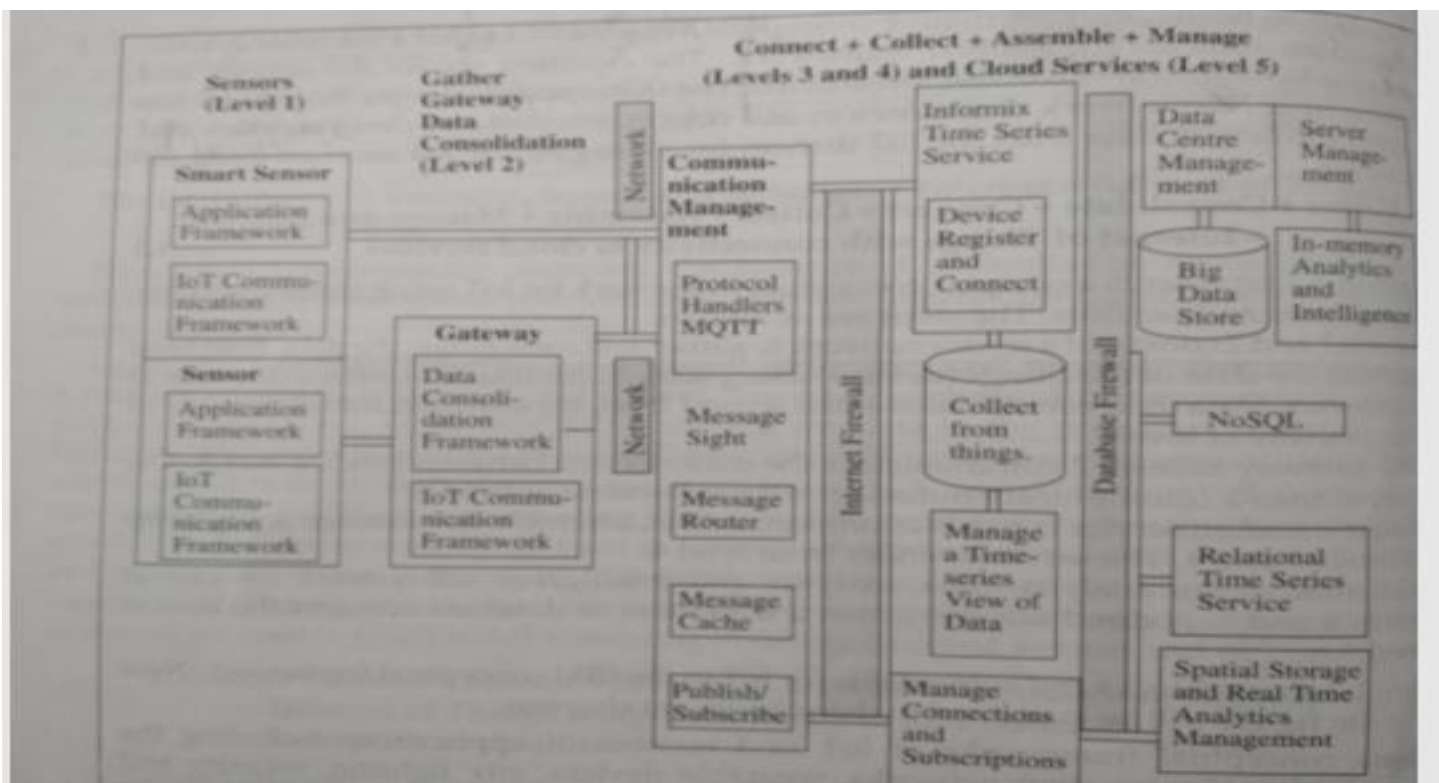 Connect + Collect + Assemble + Manage
(Levels 3 and 4) and Cloud Services (Level 5)
Sensors
(Level 1)
Gather
Gateway
Data
Consolidation
(Level 2)
Smart Sensor
Application
Framework
IoT Commu-
nication
Framework
Sensor
Application
Framework
IoT
Commu-
nication
Framework
Gateway
Data
Consoli-
dation
Framework
IoT Commu-
nication
Framework
Network
Network
Commu-
nication
Manage-
ment
Protocol
Handlers
MQTT
Message
Sight
Message
Router
Message
Cache
Publish/
Subscribe
Internet Firewall
Informix
Time Series
Service
Device
Register
and
Connect
Collect
from
things.
Manage
a Time-
series
View of
Data
Manage
Connections
and
Subscriptions
Database Firewall
Data
Centre
Manage-
ment
Server
Manage-
ment
Big
Data
Store
In-memory
Analytics
and
Intelligence
NoSQL
Relational
Time Series
Service
Spatial Storage
and Real Time
Analytics
Management